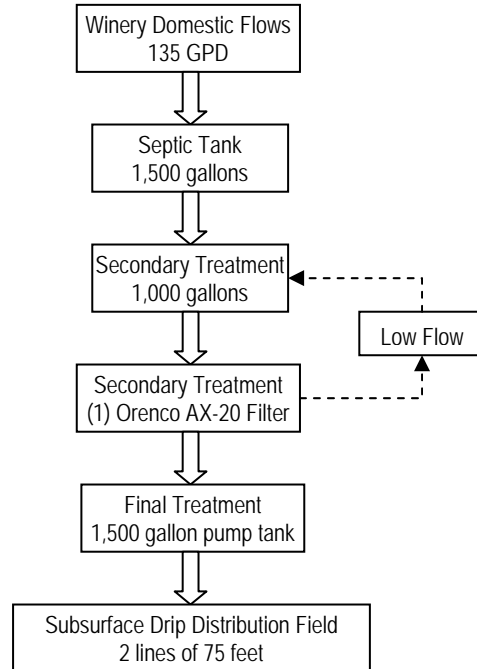 Winery Domestic Flows
135 GPD
Septic Tank
1,500 gallons
Secondary Treatment
1,000 gallons
Low Flow
Secondary Treatment
(1) Orenco AX-20 Filter
Final Treatment
1,500 gallon pump tank
Subsurface Drip Distribution Field
2 lines of 75 feet